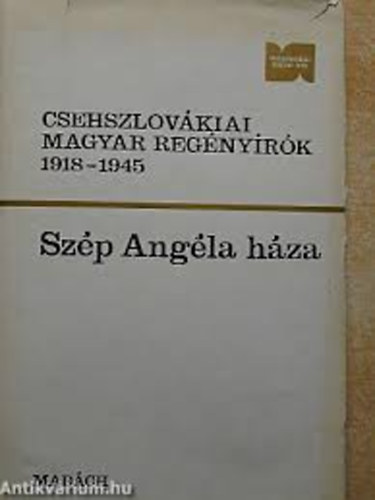 CSEHSZLOVÁKIAI
MAGYAR REGÉNYÍRÓK
1918-1945
Szép Angéla háza
MADÁCH
Antikvarium.hu